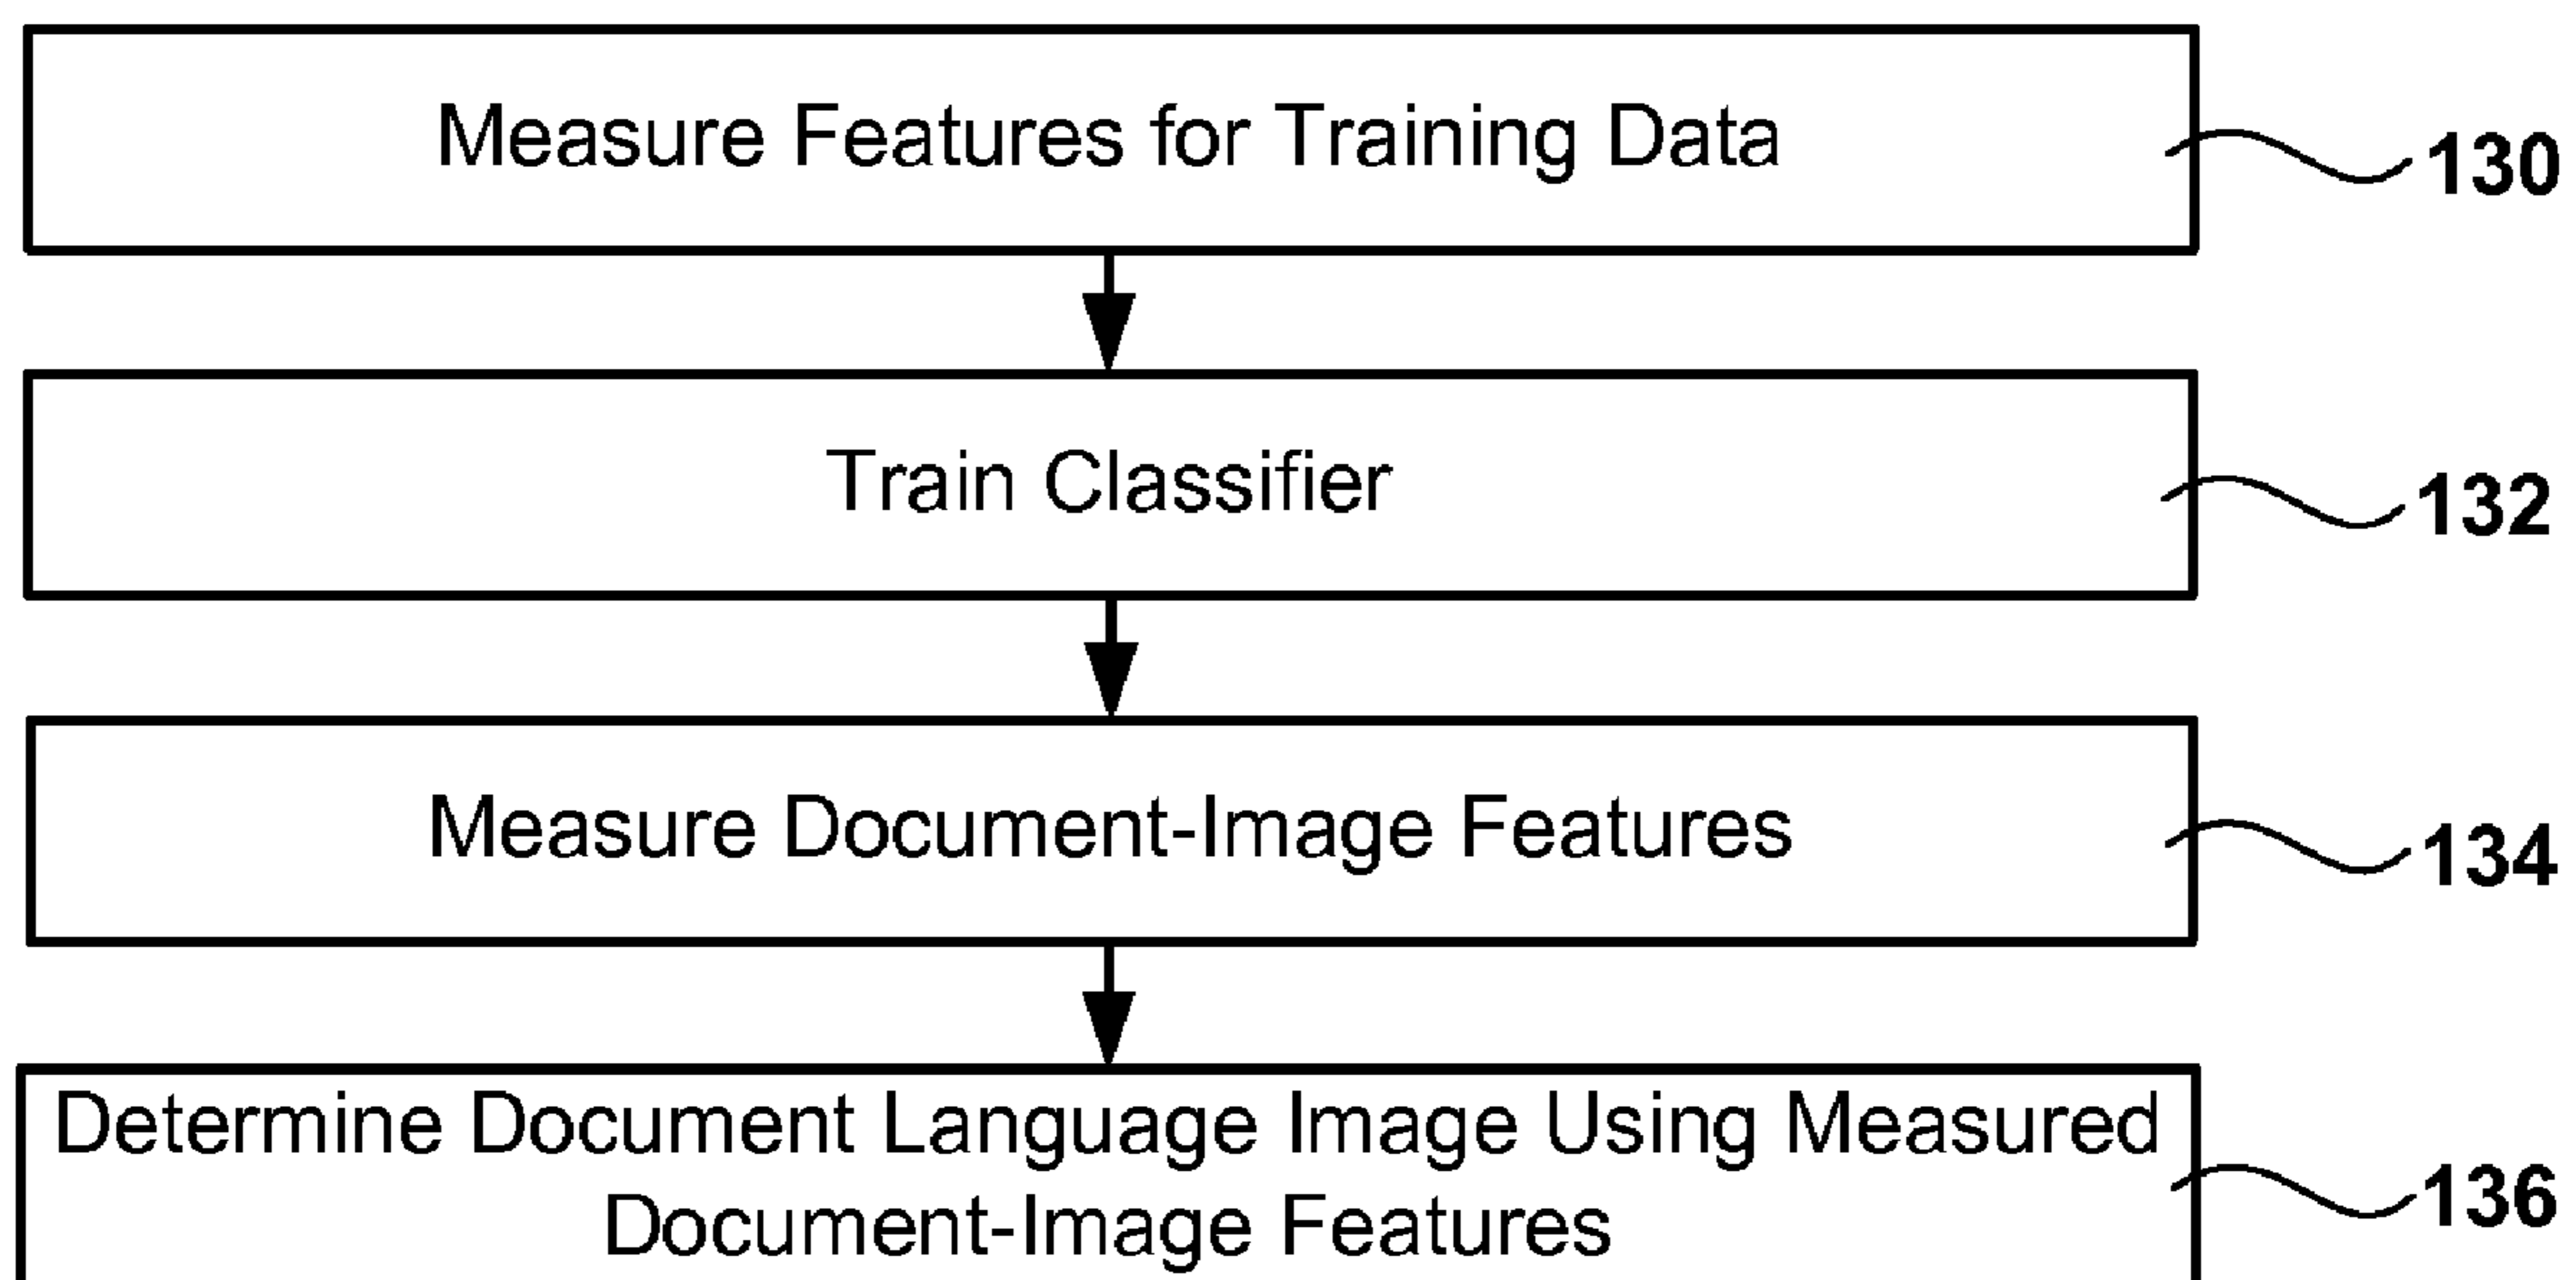 Measure Features for Training Data
130
Train Classifier
132
Measure Document-Image Features
134
Determine Document Language Image Using Measured
Document-Image Features
136